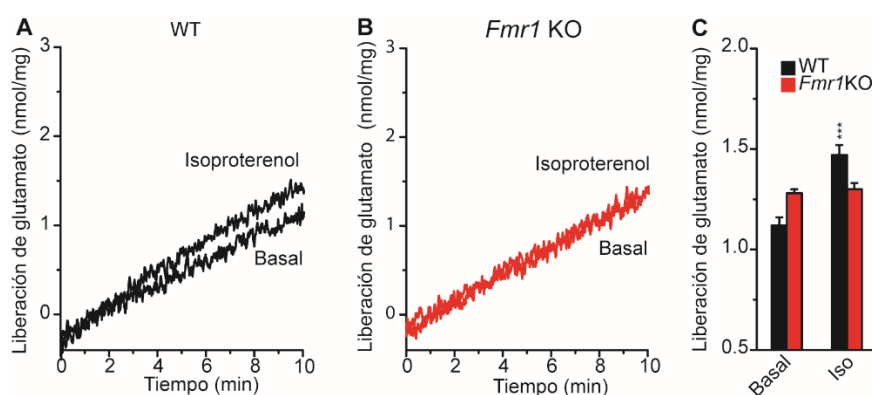 A
WT
Liberación de glutamato (nmol/mg)
3
2
1
0
Isoproterenol
Basal
0 2 4 6 8 10
Tiempo (min)
B
Fmr1 KO
Liberación de glutamato (nmol/mg)
3
2
1
0
Isoproterenol
Basal
0 2 4 6 8 10
Tiempo (min)
C
Liberación de glutamato (nmol/mg)
2.0
1.5
1.0
0.5
WT
Fmr1KO
***
Basal
Iso